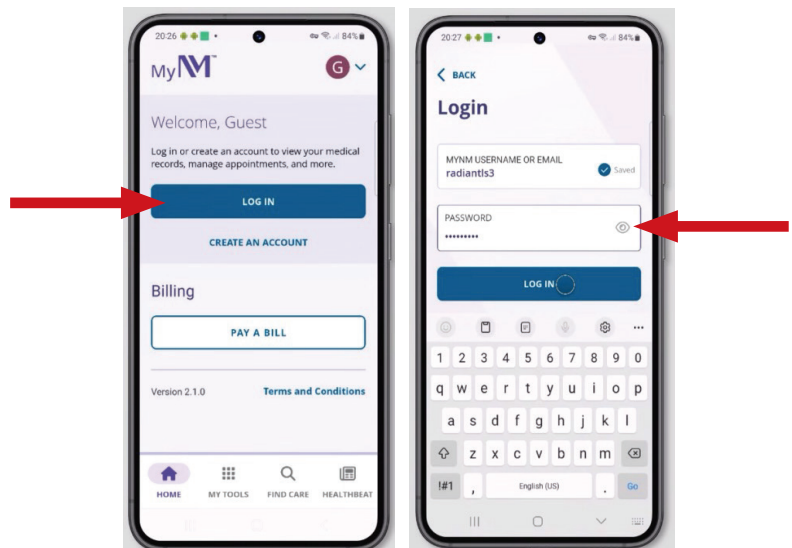 20:26
84%
MyNM™
G
Welcome, Guest
Log in or create an account to view your medical
records, manage appointments, and more.
LOG IN
CREATE AN ACCOUNT
Billing
PAY A BILL
Version 2.1.0 Terms and Conditions
HOME MY TOOLS FIND CARE HEALTHBEAT
20:27
84%
BACK
Login
MYNM USERNAME OR EMAIL
radiantls3
Saved
PASSWORD
•••••••••
LOG IN
1 2 3 4 5 6 7 8 9 0
q w e r t y u i o p
a s d f g h j k l
z x c v b n m
!#1 , English (US) . Go